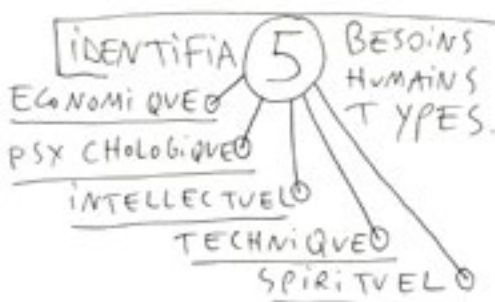 IDENTIFIA 5 BESOINS
HUMAINS
TYPES.
ECONOMIQUE
PSYCHOLOGIQUE
INTELLECTUEL
TECHNIQUE
SPIRITUEL